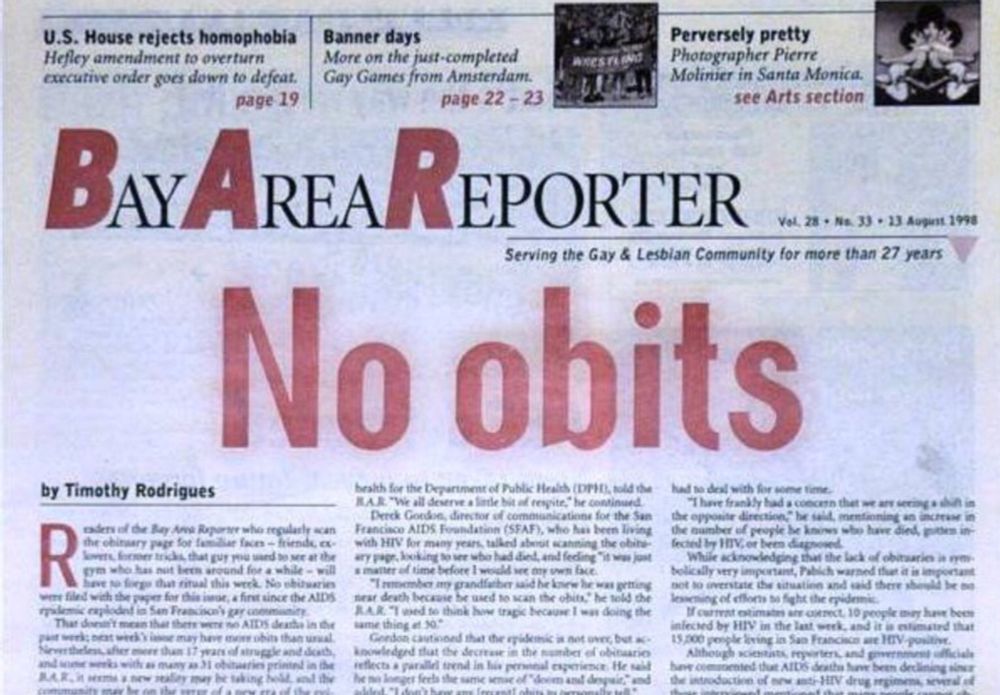 U.S. House rejects homophobia
Hefley amendment to overturn
executive order goes down to defeat.
page 19
Banner days
More on the just-completed
Gay Games from Amsterdam.
page 22 – 23
WRESTLING
Perversely pretty
Photographer Pierre
Molinier in Santa Monica.
see Arts section
BAY AREA REPORTER
Vol. 28 • No. 33 • 13 August 1998
Serving the Gay & Lesbian Community for more than 27 years
No obits
by Timothy Rodrigues
Readers of the Bay Area Reporter who regularly scan
the obituary page for familiar faces – friends, ex-
lovers, former tricks, that guy you used to see at the
gym who has not been around for a while – will
have to forgo that ritual this week. No obituaries
were filed with the paper for this issue, a first since the AIDS
epidemic exploded in San Francisco's gay community.
That doesn't mean that there were no AIDS deaths in the
past week; next week's issue may have more obits than usual.
Nevertheless, after more than 17 years of struggle and death,
and some weeks with as many as 31 obituaries printed in the
B.A.R., it seems a new reality may be taking hold, and the
community may be on the verge of a new era of the
health for the Department of Public Health (DPH), told the
B.A.R. "We all deserve a little bit of respite," he continued.
Derek Gordon, director of communications for the San
Francisco AIDS Foundation (SFAF), who has been living
with HIV for many years, talked about scanning the obitu-
ary page, looking to see who had died, and feeling "it was just
a matter of time before I would see my own face.
"I remember my grandfather said he knew he was getting
near death because he used to scan the obits," he told the
B.A.R. "I used to think how tragic because I was doing the
same thing at 30."
Gordon cautioned that the epidemic is not over, but ac-
knowledged that the decrease in the number of obituaries
reflects a parallel trend in his personal experience. He said
he no longer feels the same sense of "doom and despair," and
added, "I don't have any [recent] obits to personally tell."
had to deal with for some time.
"I have frankly had a concern that we are seeing a shift in
the opposite direction," he said, mentioning an increase in
the number of people he knows who have died, gotten in-
fected by HIV, or been diagnosed.
While acknowledging that the lack of obituaries is sym-
bolically very important, Pabich warned that it is important
not to overstate the situation and said there should be no
lessening of efforts to fight the epidemic.
If current estimates are correct, 10 people may have been
infected by HIV in the last week, and it is estimated that
15,000 people living in San Francisco are HIV-positive.
Although scientists, reporters, and government officials
have commented that AIDS deaths have been declining since
the introduction of new anti-HIV drug regimens, several of
those interviewed